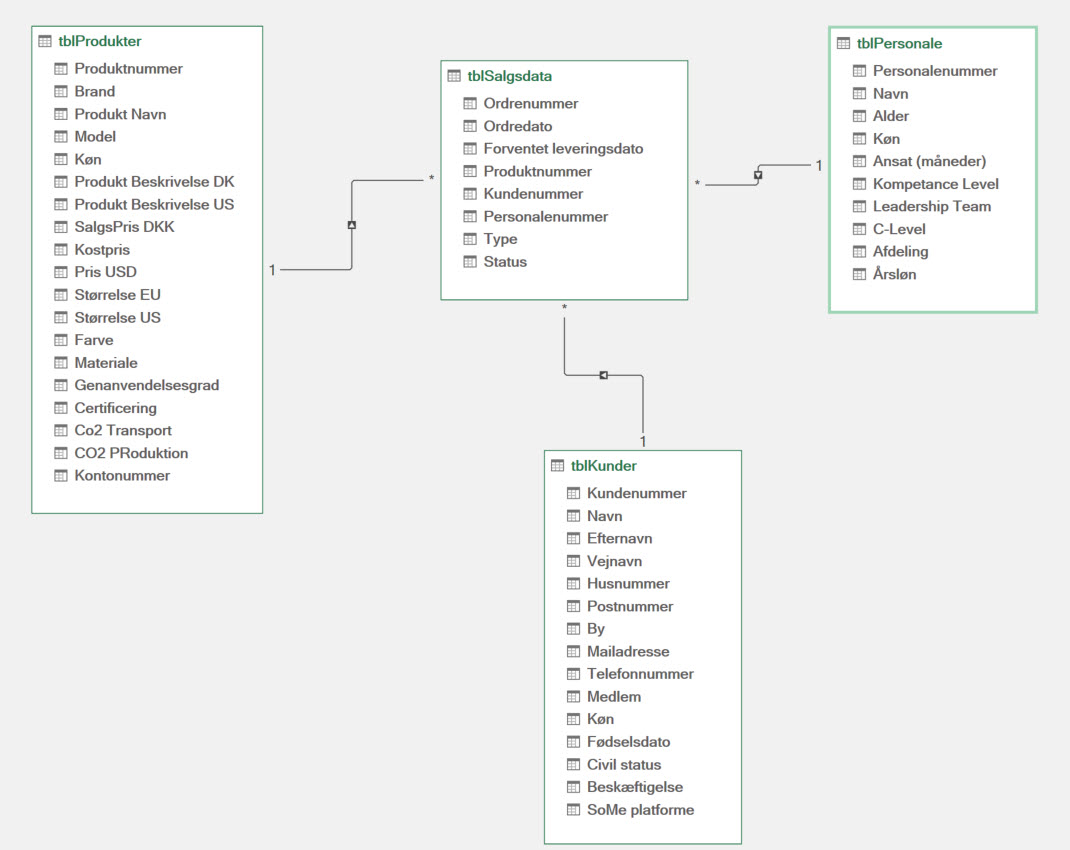 tblProdukter
Produktnummer
Brand
Produkt Navn
Model
Køn
Produkt Beskrivelse DK
Produkt Beskrivelse US
SalgsPris DKK
Kostpris
Pris USD
Størrelse EU
Størrelse US
Farve
Materiale
Genanvendelsesgrad
Certificering
Co2 Transport
CO2 PRoduktion
Kontonummer
1
*
tblSalgsdata
Ordrenummer
Ordredato
Forventet leveringsdato
Produktnummer
Kundenummer
Personalenummer
Type
Status
*
1
tblPersonale
Personalenummer
Navn
Alder
Køn
Ansat (måneder)
Kompetance Level
Leadership Team
C-Level
Afdeling
Årsløn
*
1
tblKunder
Kundenummer
Navn
Efternavn
Vejnavn
Husnummer
Postnummer
By
Mailadresse
Telefonnummer
Medlem
Køn
Fødselsdato
Civil status
Beskæftigelse
SoMe platforme